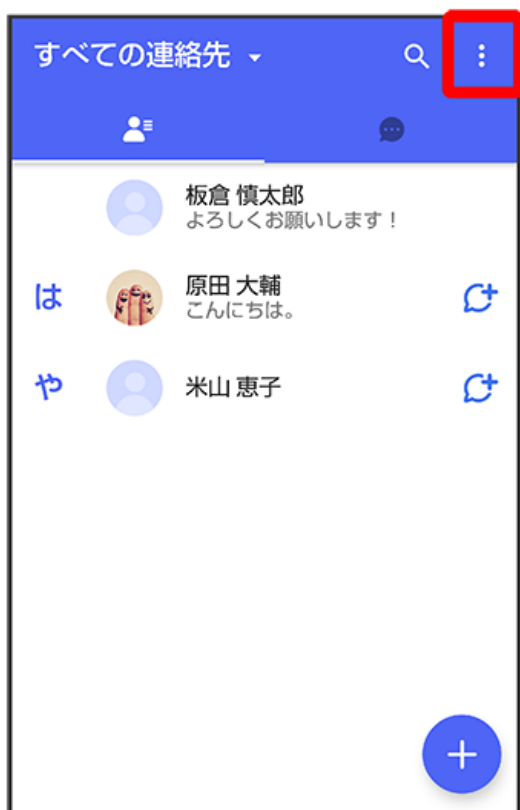 すべての連絡先
板倉 慎太郎
よろしくお願いします！
は
原田 大輔
こんにちは。
や
米山 恵子